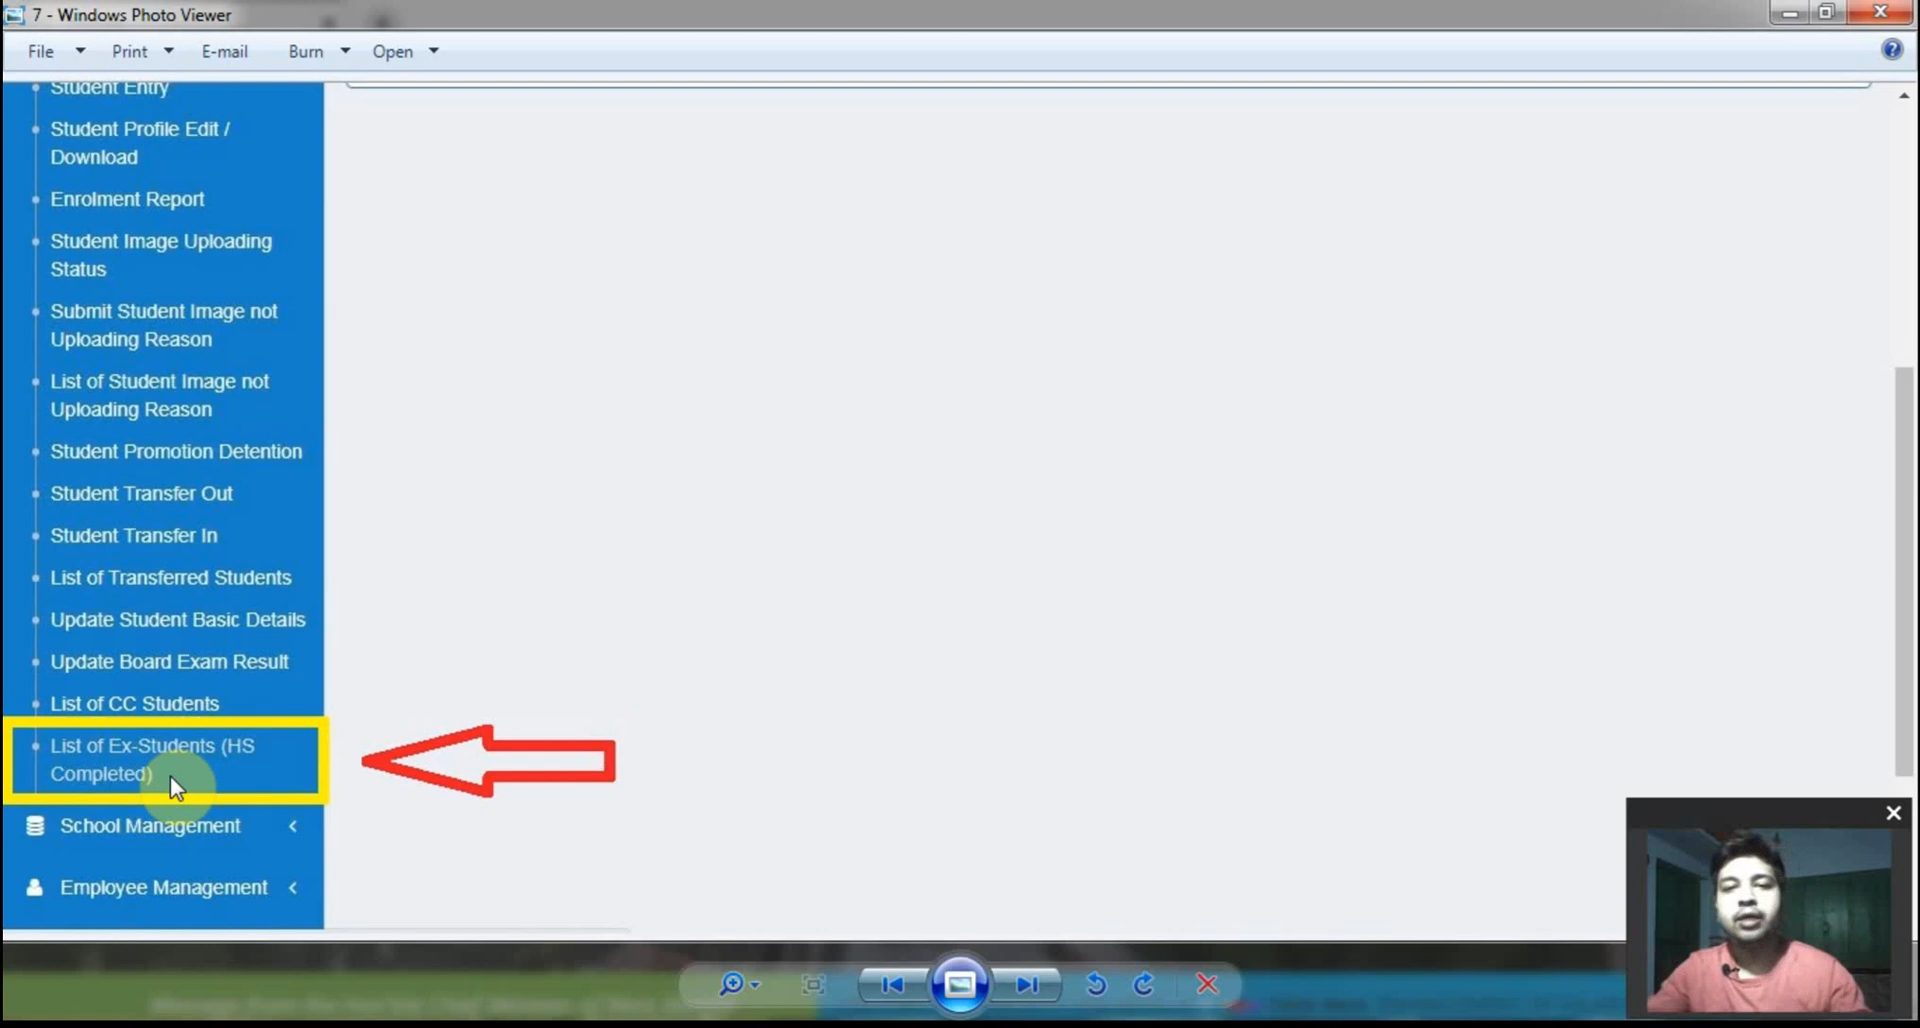 7 - Windows Photo Viewer
File Print E-mail Burn Open
Student Entry
Student Profile Edit /
Download
Enrolment Report
Student Image Uploading
Status
Submit Student Image not
Uploading Reason
List of Student Image not
Uploading Reason
Student Promotion Detention
Student Transfer Out
Student Transfer In
List of Transferred Students
Update Student Basic Details
Update Board Exam Result
List of CC Students
List of Ex-Students (HS
Completed)
School Management
Employee Management